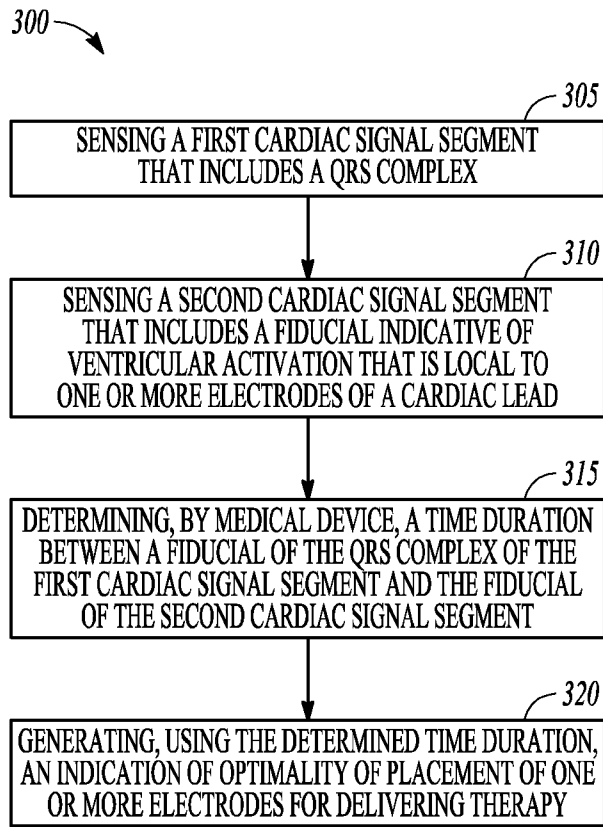 300
305
SENSING A FIRST CARDIAC SIGNAL SEGMENT
THAT INCLUDES A QRS COMPLEX
310
SENSING A SECOND CARDIAC SIGNAL SEGMENT
THAT INCLUDES A FIDUCIAL INDICATIVE OF
VENTRICULAR ACTIVATION THAT IS LOCAL TO
ONE OR MORE ELECTRODES OF A CARDIAC LEAD
315
DETERMINING, BY MEDICAL DEVICE, A TIME DURATION
BETWEEN A FIDUCIAL OF THE QRS COMPLEX OF THE
FIRST CARDIAC SIGNAL SEGMENT AND THE FIDUCIAL
OF THE SECOND CARDIAC SIGNAL SEGMENT
320
GENERATING, USING THE DETERMINED TIME DURATION,
AN INDICATION OF OPTIMALITY OF PLACEMENT OF ONE
OR MORE ELECTRODES FOR DELIVERING THERAPY